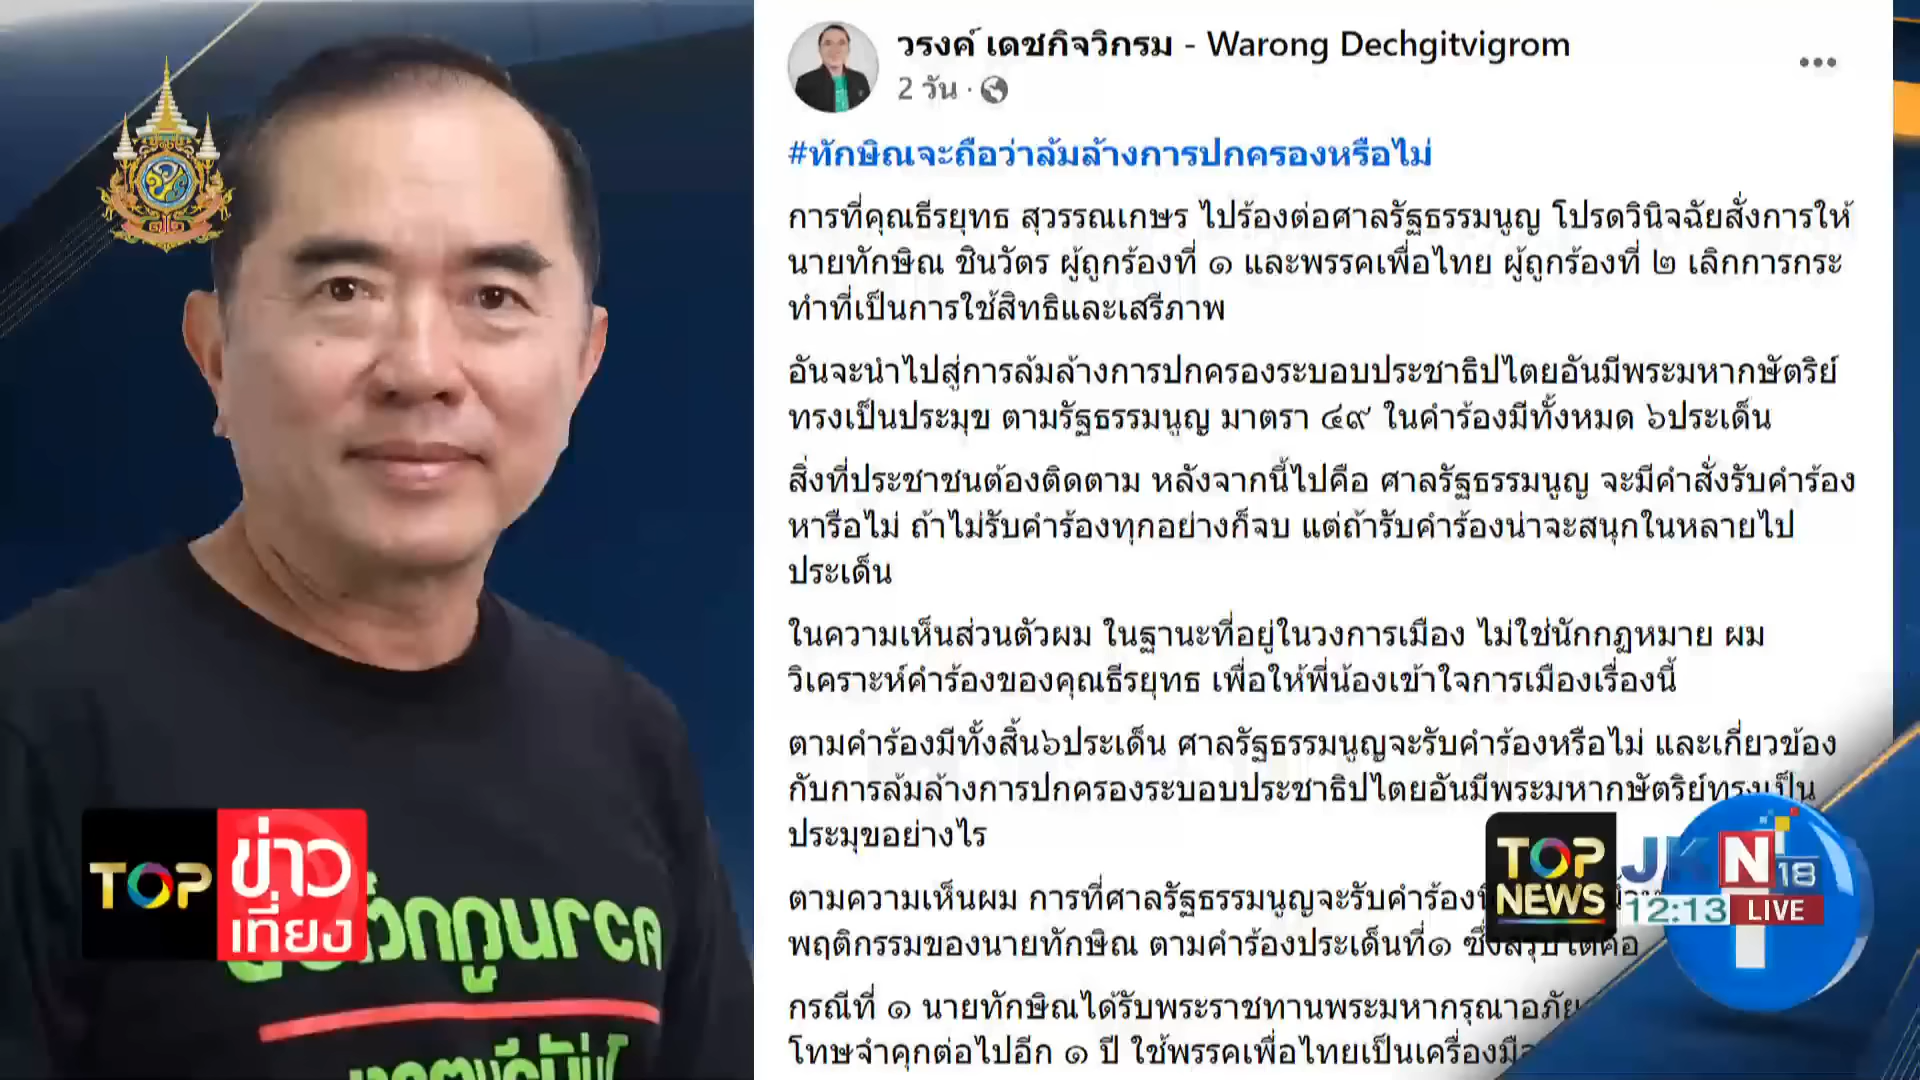 วรงค์ เดชกิจวิกรม - Warong Dechgitvigrom
2 วัน ·
#ทักษิณจะถือว่าล้มล้างการปกครองหรือไม่
การที่คุณธีรยุทธ สุวรรณเกษร ไปร้องต่อศาลรัฐธรรมนูญ โปรดวินิจฉัยสั่งการให้
นายทักษิณ ชินวัตร ผู้ถูกร้องที่ ๑ และพรรคเพื่อไทย ผู้ถูกร้องที่ ๒ เลิกการกระ
ทำที่เป็นการใช้สิทธิและเสรีภาพ
อันจะนำไปสู่การล้มล้างการปกครองระบอบประชาธิปไตยอันมีพระมหากษัตริย์
ทรงเป็นประมุข ตามรัฐธรรมนูญ มาตรา ๔๙ ในคำร้องมีทั้งหมด ๖ประเด็น
สิ่งที่ประชาชนต้องติดตาม หลังจากนี้ไปคือ ศาลรัฐธรรมนูญ จะมีคำสั่งรับคำร้อง
หารือไม่ ถ้าไม่รับคำร้องทุกอย่างก็จบ แต่ถ้ารับคำร้องน่าจะสนุกในหลายไป
ประเด็น
ในความเห็นส่วนตัวผม ในฐานะที่อยู่ในวงการเมือง ไม่ใช่นักกฏหมาย ผม
วิเคราะห์คำร้องของคุณธีรยุทธ เพื่อให้พี่น้องเข้าใจการเมืองเรื่องนี้
ตามคำร้องมีทั้งสิ้น๖ประเด็น ศาลรัฐธรรมนูญจะรับคำร้องหรือไม่ และเกี่ยวข้อง
กับการล้มล้างการปกครองระบอบประชาธิปไตยอันมีพระมหากษัตริย์ทรงเป็น
ประมุขอย่างไร
ตามความเห็นผม การที่ศาลรัฐธรรมนูญจะรับคำร้อง
พฤติกรรมของนายทักษิณ ตามคำร้องประเด็นที่๑ ซึ่งสรุปได้คือ
กรณีที่ ๑ นายทักษิณได้รับพระราชทานพระมหากรุณาอภัย
โทษจำคุกต่อไปอีก ๑ ปี ใช้พรรคเพื่อไทยเป็นเครื่องมือ
TOP ข่าว
เที่ยง
TOP
NEWS
JKN 18
12:13 LIVE